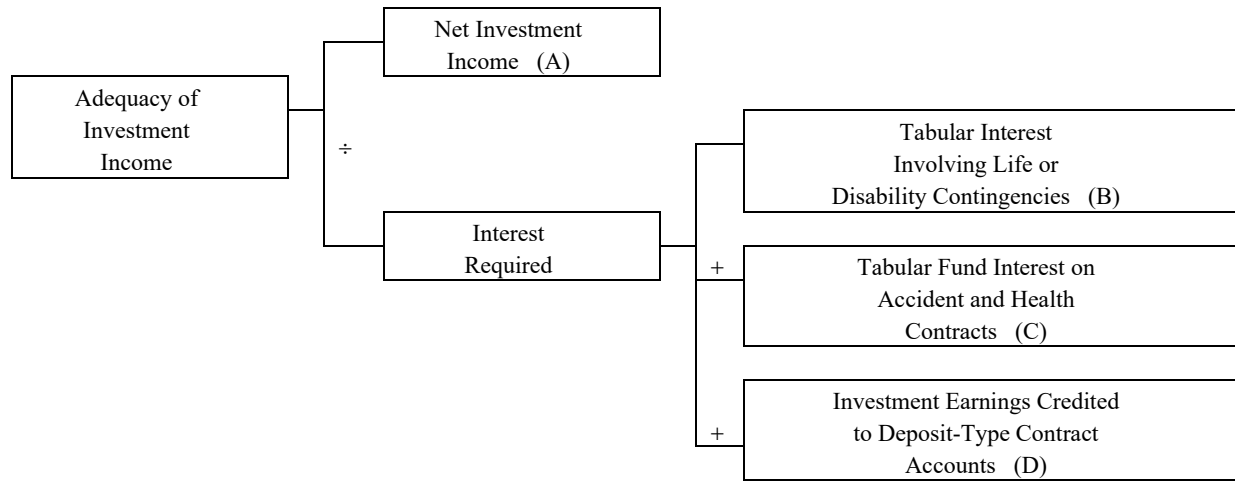 Net Investment
Income (A)
Adequacy of
Investment
Income
÷
Interest
Required
Tabular Interest
Involving Life or
Disability Contingencies (B)
+
Tabular Fund Interest on
Accident and Health
Contracts (C)
+
Investment Earnings Credited
to Deposit-Type Contract
Accounts (D)